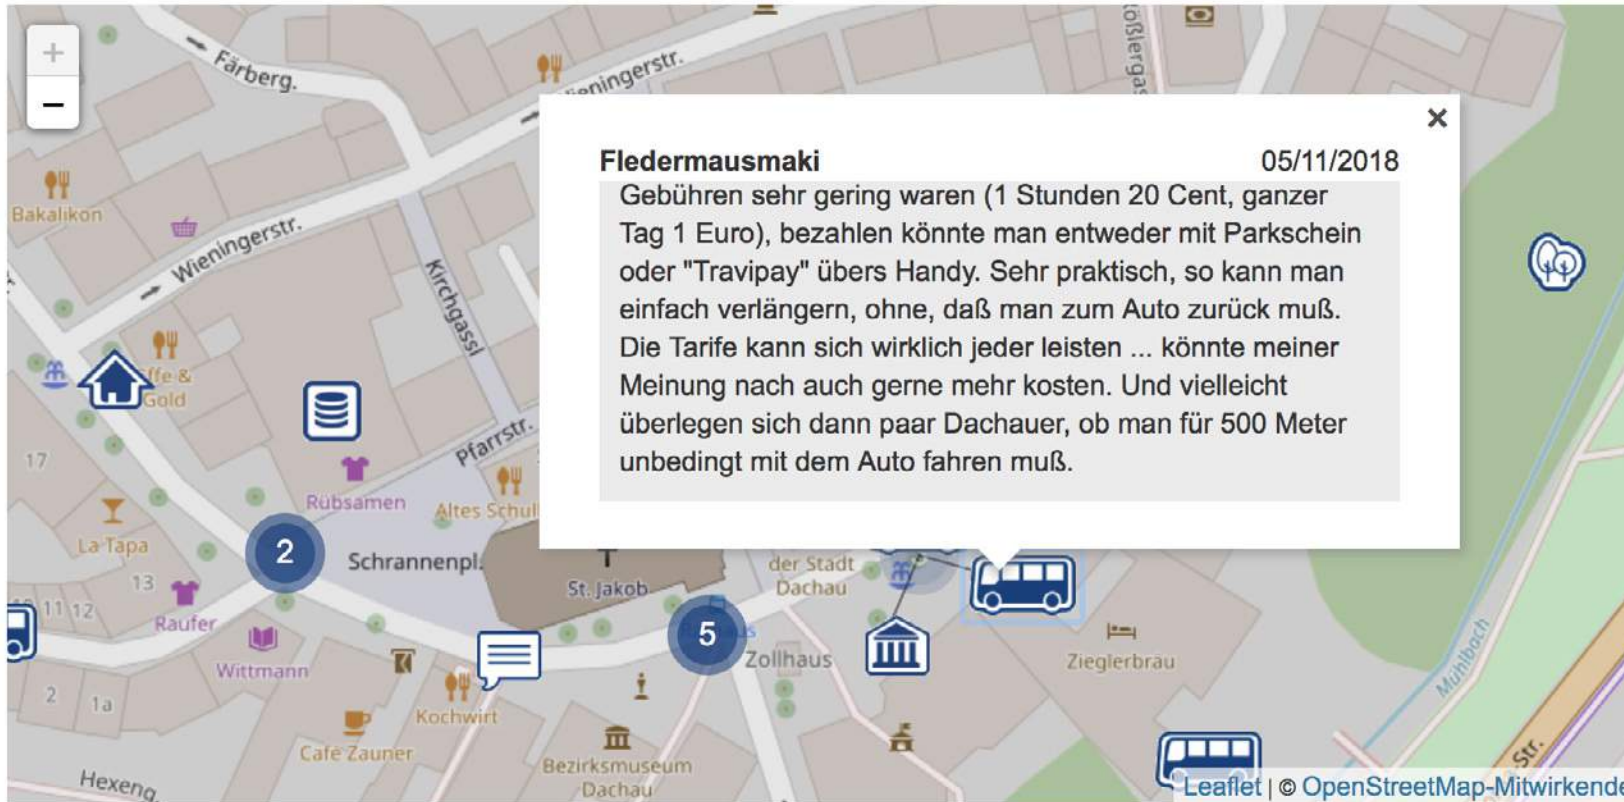 +
−
Färberg.
Wieningerstr.
Bakalikon
Wieningerstr.
Kirchgassl
Gold
Pfarrstr.
17
Rübsamen
La Tapa
2
Schrannenpl.
13
11 12
Raufer
Wittmann
2
1a
Kochwirt
Café Zauner
Hexeng.
St. Jakob
5
Zollhaus
der Stadt
Dachau
Bezirksmuseum
Dachau
Zieglerbräu
Mühlbach
Str.
×
Fledermausmaki 05/11/2018
Gebühren sehr gering waren (1 Stunden 20 Cent, ganzer
Tag 1 Euro), bezahlen könnte man entweder mit Parkschein
oder "Travipay" übers Handy. Sehr praktisch, so kann man
einfach verlängern, ohne, daß man zum Auto zurück muß.
Die Tarife kann sich wirklich jeder leisten ... könnte meiner
Meinung nach auch gerne mehr kosten. Und vielleicht
überlegen sich dann paar Dachauer, ob man für 500 Meter
unbedingt mit dem Auto fahren muß.
Leaflet | © OpenStreetMap-Mitwirkende